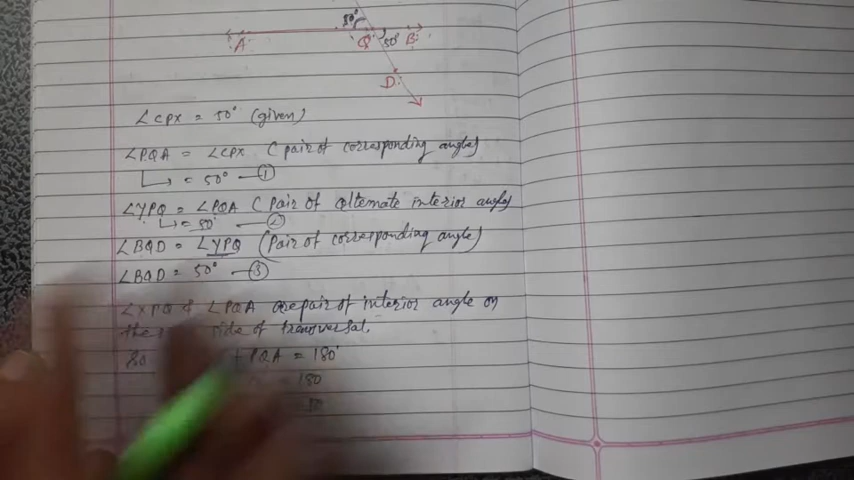 50°
A Q 50° B
D
∠CPX = 50° (given)
∠PQA = ∠CPX (pair of corresponding angles)
↳ = 50° — ①
∠YPQ = ∠PQA (Pair of alternate interior angles
↳ = 50° — ②
∠BQD = ∠YPQ (Pair of corresponding angle)
∠BQD = 50° — ③
∠XPQ & ∠PQA are pair of interior angle on
the side of transversal.
So + PQA = 180°
= 180